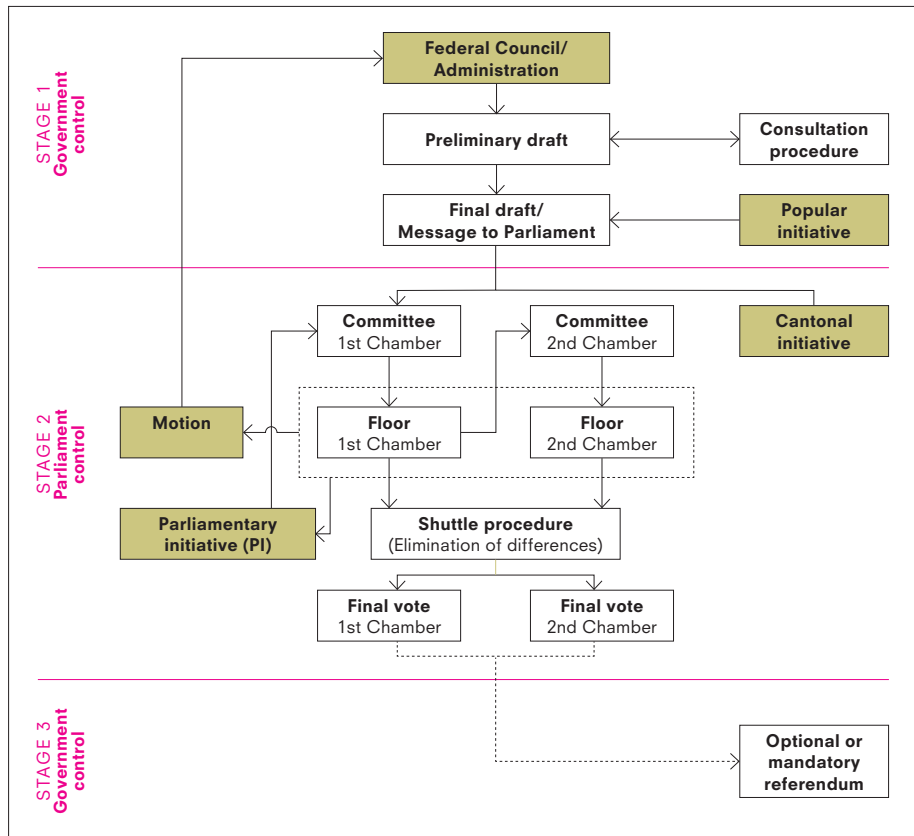 STAGE 1
Government
control
Federal Council/
Administration
Preliminary draft
Consultation
procedure
Final draft/
Message to Parliament
Popular
initiative
STAGE 2
Parliament
control
Committee
1st Chamber
Committee
2nd Chamber
Cantonal
initiative
Motion
Floor
1st Chamber
Floor
2nd Chamber
Parliamentary
initiative (PI)
Shuttle procedure
(Elimination of differences)
Final vote
1st Chamber
Final vote
2nd Chamber
STAGE 3
Government
control
Optional or
mandatory
referendum